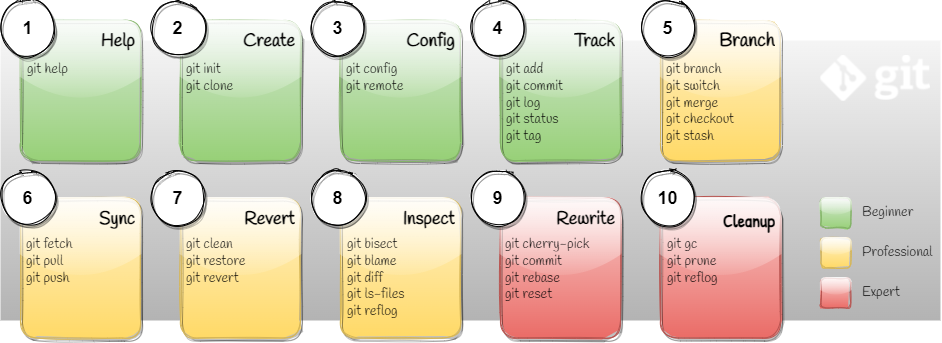 1
Help
git help
2
Create
git init
git clone
3
Config
git config
git remote
4
Track
git add
git commit
git log
git status
git tag
5
Branch
git branch
git switch
git merge
git checkout
git stash
git
6
Sync
git fetch
git pull
git push
7
Revert
git clean
git restore
git revert
8
Inspect
git bisect
git blame
git diff
git ls-files
git reflog
9
Rewrite
git cherry-pick
git commit
git rebase
git reset
10
Cleanup
git gc
git prune
git reflog
Beginner
Professional
Expert